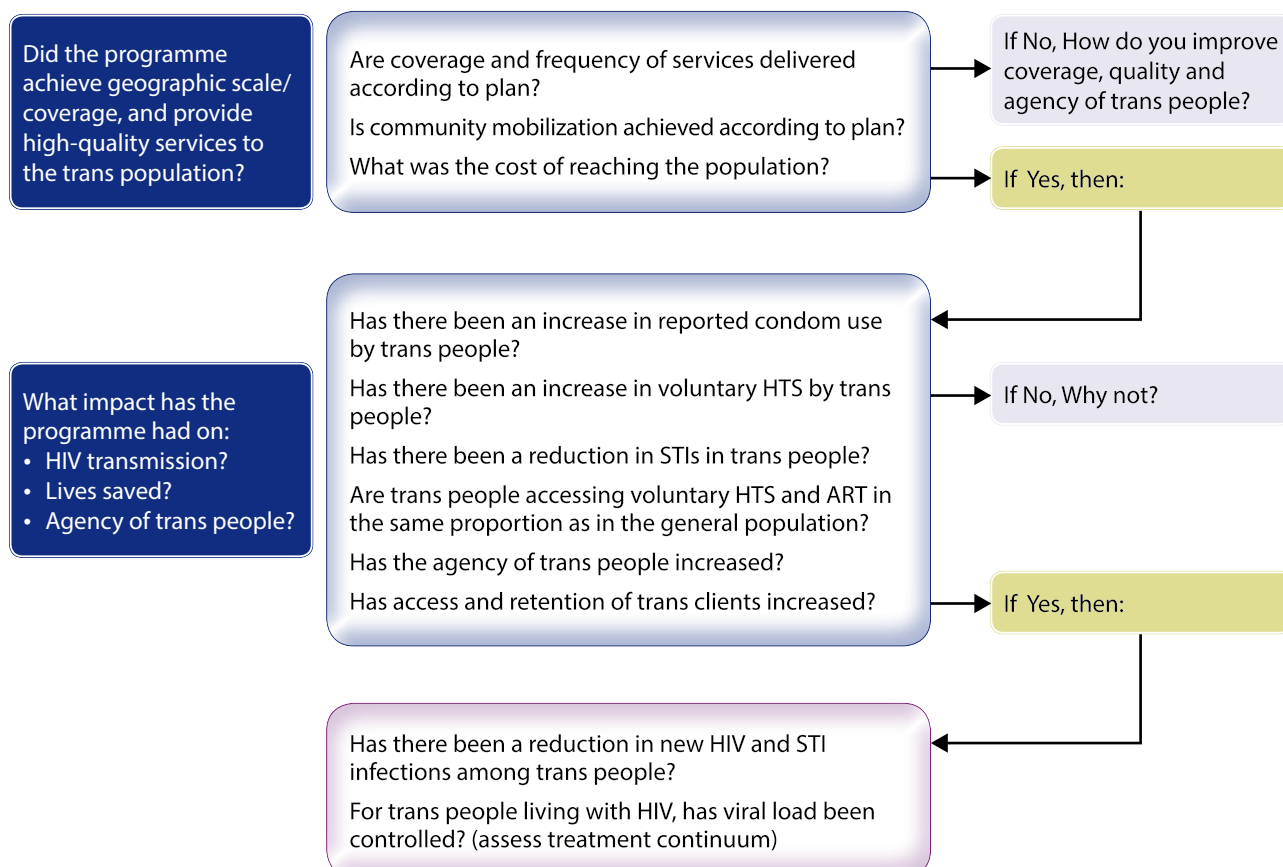 Did the programme
achieve geographic scale/
coverage, and provide
high-quality services to
the trans population?
Are coverage and frequency of services delivered
according to plan?
Is community mobilization achieved according to plan?
What was the cost of reaching the population?
If No, How do you improve
coverage, quality and
agency of trans people?
If Yes, then:
What impact has the
programme had on:
• HIV transmission?
• Lives saved?
• Agency of trans people?
Has there been an increase in reported condom use
by trans people?
Has there been an increase in voluntary HTS by trans
people?
Has there been a reduction in STIs in trans people?
Are trans people accessing voluntary HTS and ART in
the same proportion as in the general population?
Has the agency of trans people increased?
Has access and retention of trans clients increased?
If No, Why not?
If Yes, then:
Has there been a reduction in new HIV and STI
infections among trans people?
For trans people living with HIV, has viral load been
controlled? (assess treatment continuum)